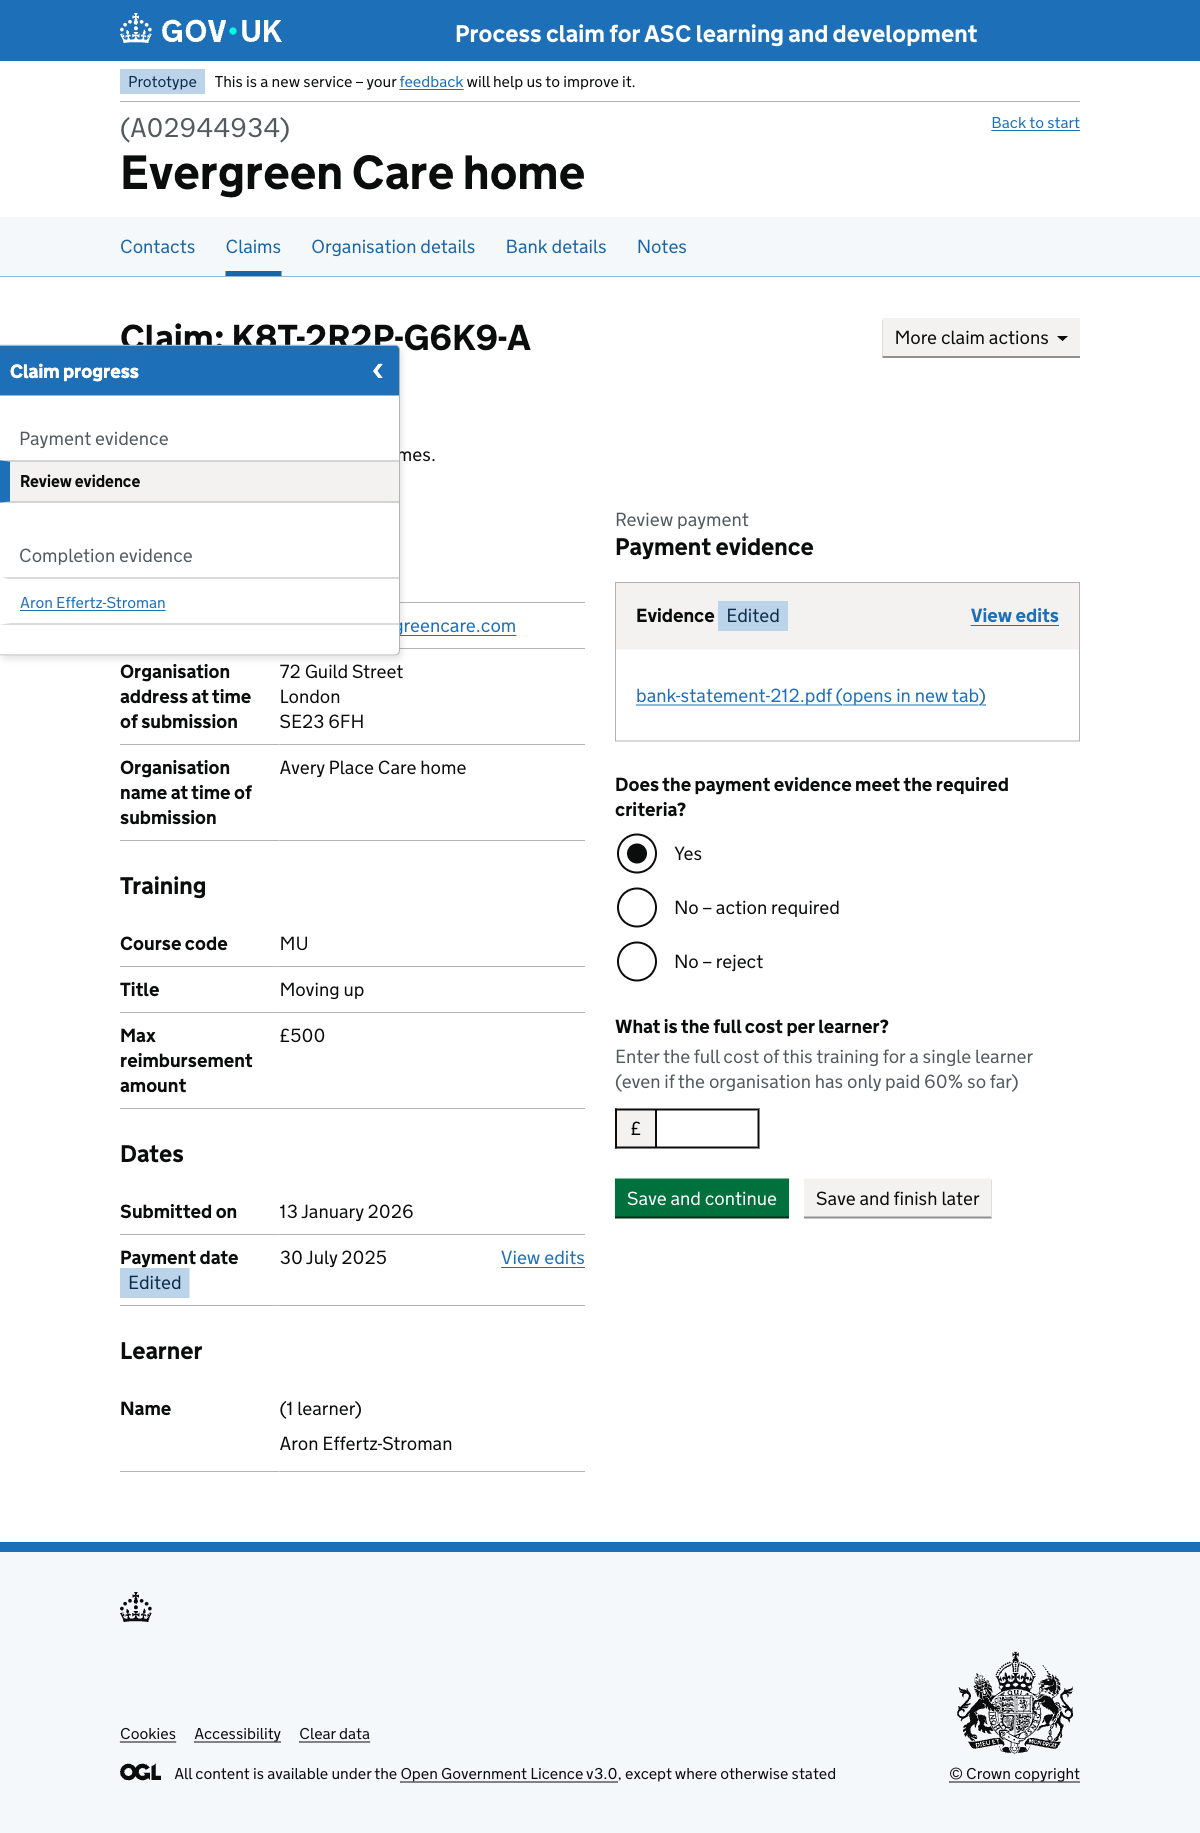 GOV·UK
Process claim for ASC learning and development
Prototype This is a new service – your feedback will help us to improve it.
(A02944934)
Back to start
Evergreen Care home
Contacts Claims Organisation details Bank details Notes
Claim: K8T-2R2P-G6K9-A
More claim actions
Claim progress
Payment evidence
Review evidence
Completion evidence
Aron Effertz-Stroman
greencare.com
Organisation address at time of submission
72 Guild Street
London
SE23 6FH
Organisation name at time of submission
Avery Place Care home
Training
Course code MU
Title Moving up
Max reimbursement amount
£500
Dates
Submitted on 13 January 2026
Payment date 30 July 2025 View edits
Edited
Learner
Name (1 learner)
Aron Effertz-Stroman
Review payment
Payment evidence
Evidence Edited View edits
bank-statement-212.pdf (opens in new tab)
Does the payment evidence meet the required criteria?
Yes
No – action required
No – reject
What is the full cost per learner?
Enter the full cost of this training for a single learner
(even if the organisation has only paid 60% so far)
£
Save and continue Save and finish later
Cookies Accessibility Clear data
OGL All content is available under the Open Government Licence v3.0, except where otherwise stated
© Crown copyright